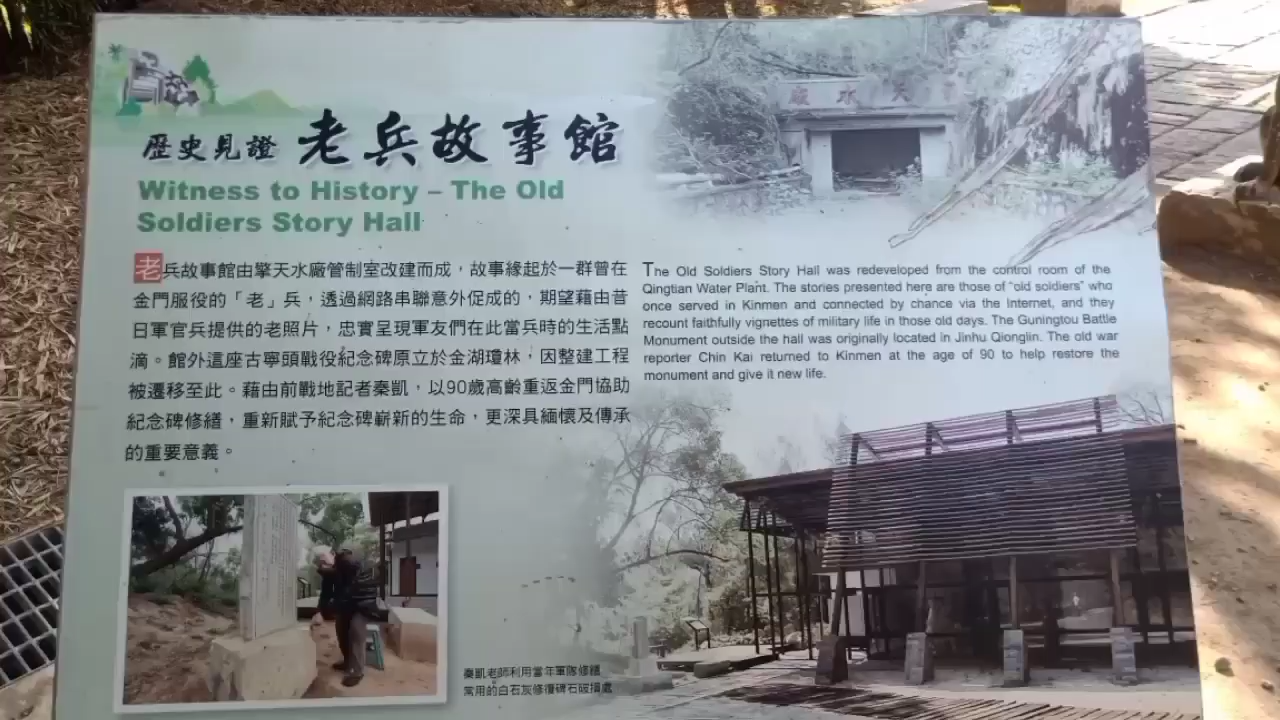 天水廠
歷史見證 老兵故事館
Witness to History – The Old
Soldiers Story Hall
老兵故事館由擎天水廠管制室改建而成，故事緣起於一群曾在
金門服役的「老」兵，透過網路串聯意外促成的，期望藉由昔
日軍官兵提供的老照片，忠實呈現軍友們在此當兵時的生活點
滴。館外這座古寧頭戰役紀念碑原立於金湖瓊林，因整建工程
被遷移至此。藉由前戰地記者秦凱，以90歲高齡重返金門協助
紀念碑修繕，重新賦予紀念碑嶄新的生命，更深具緬懷及傳承
的重要意義。
The Old Soldiers Story Hall was redeveloped from the control room of the
Qingtian Water Plant. The stories presented here are those of "old soldiers" who
once served in Kinmen and connected by chance via the Internet, and they
recount faithfully vignettes of military life in those old days. The Guningtou Battle
Monument outside the hall was originally located in Jinhu Qionglin. The old war
reporter Chin Kai returned to Kinmen at the age of 90 to help restore the
monument and give it new life.
秦凱老師利用當年軍隊修繕
常用的白石灰修復碑石破損處